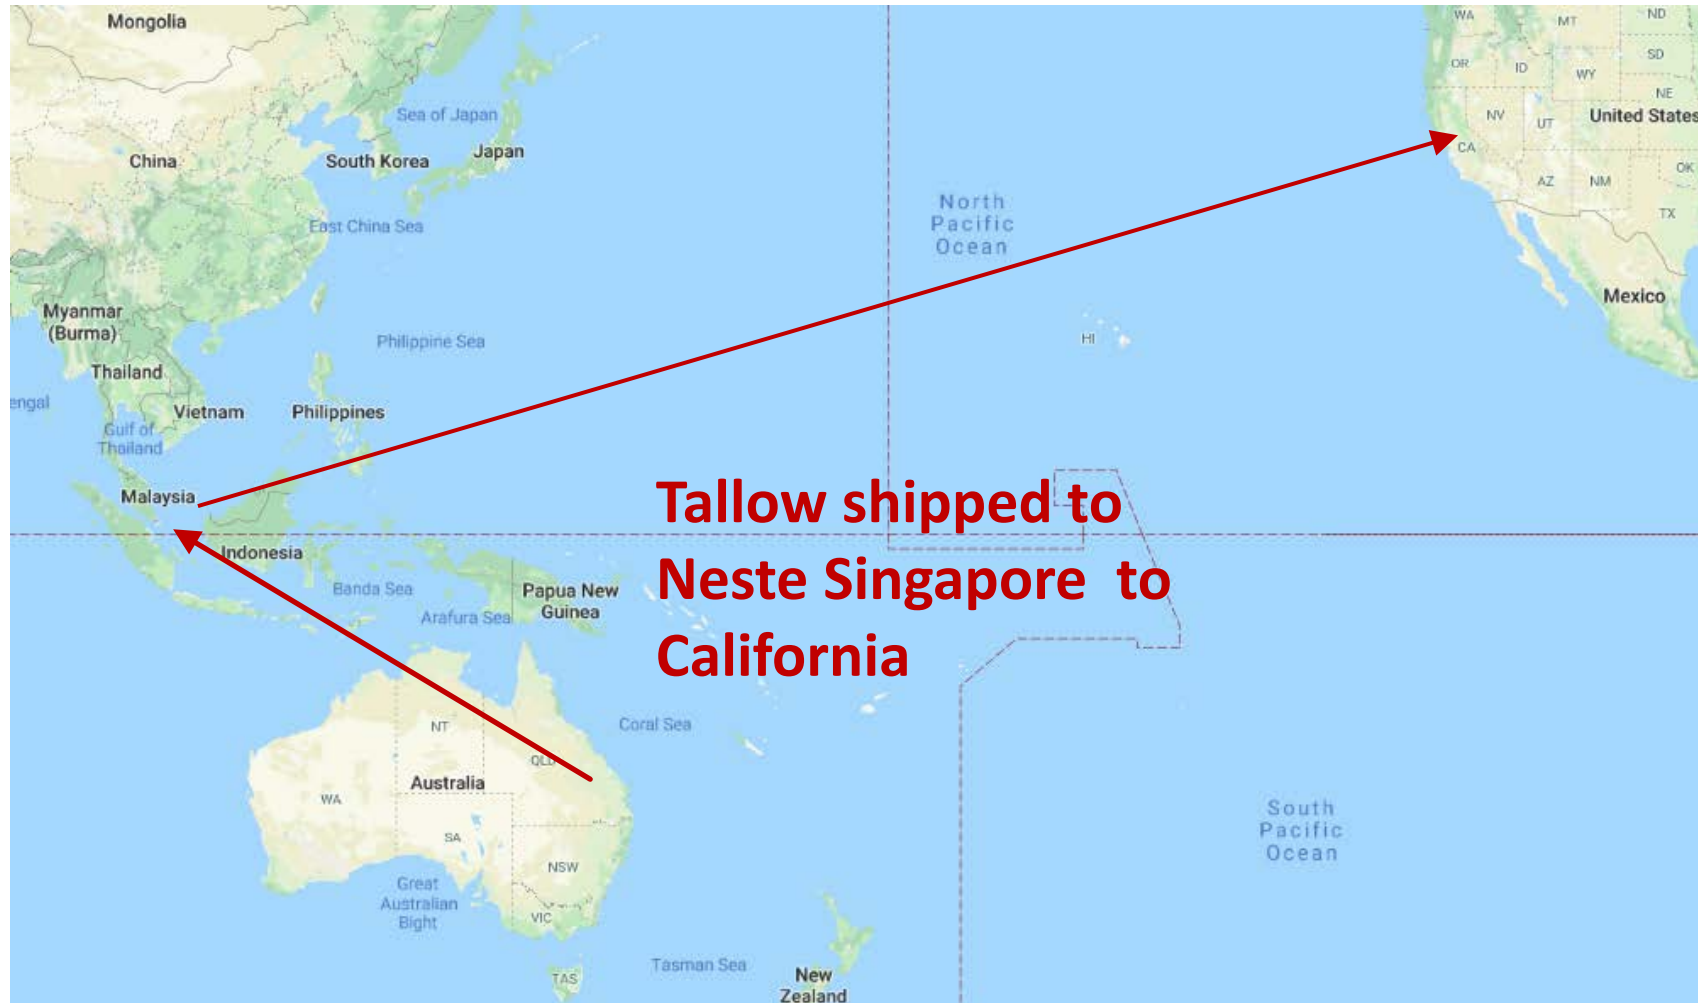 Mongolia
WA
MT
ND
OR
ID
SD
WY
NE
Sea of Japan
NV
UT
United States
China
South Korea
Japan
CA
OK
AZ
NM
North
Pacific
Ocean
TX
East China Sea
Mexico
Myanmar
(Burma)
Philippine Sea
HI
Thailand
engal
Vietnam
Philippines
Gulf of
Thailand
Malaysia
Tallow shipped to
Neste Singapore to
California
Indonesia
Banda Sea
Papua New
Guinea
Arafura Sea
NT
Coral Sea
QLD
Australia
WA
SA
South
Pacific
Ocean
NSW
Great
Australian
Bight
VIC
Tasman Sea
TAS
New
Zealand